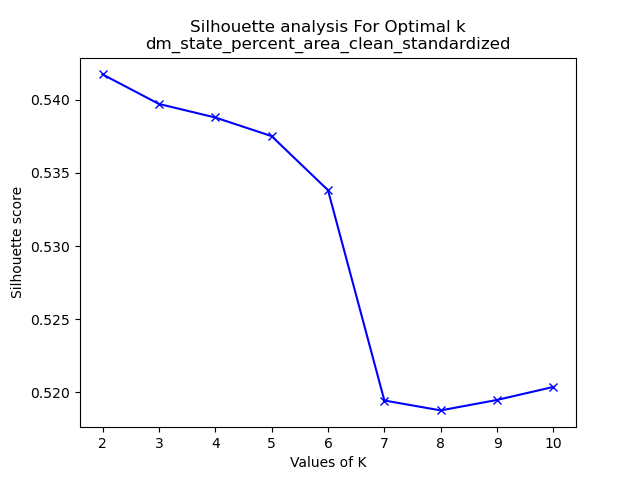 Silhouette analysis For Optimal k
dm_state_percent_area_clean_standardized
Silhouette score
0.540
0.535
0.530
0.525
0.520
2 3 4 5 6 7 8 9 10
Values of K